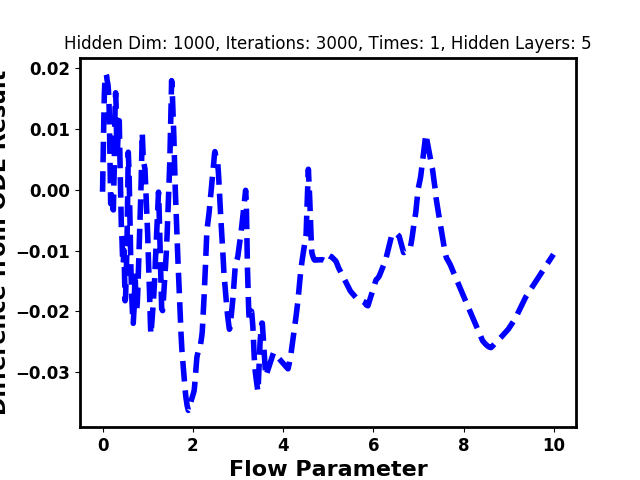 Hidden Dim: 1000, Iterations: 3000, Times: 1, Hidden Layers: 5
Difference from ODE Result
0.02
0.01
0.00
−0.01
−0.02
−0.03
0 2 4 6 8 10
Flow Parameter